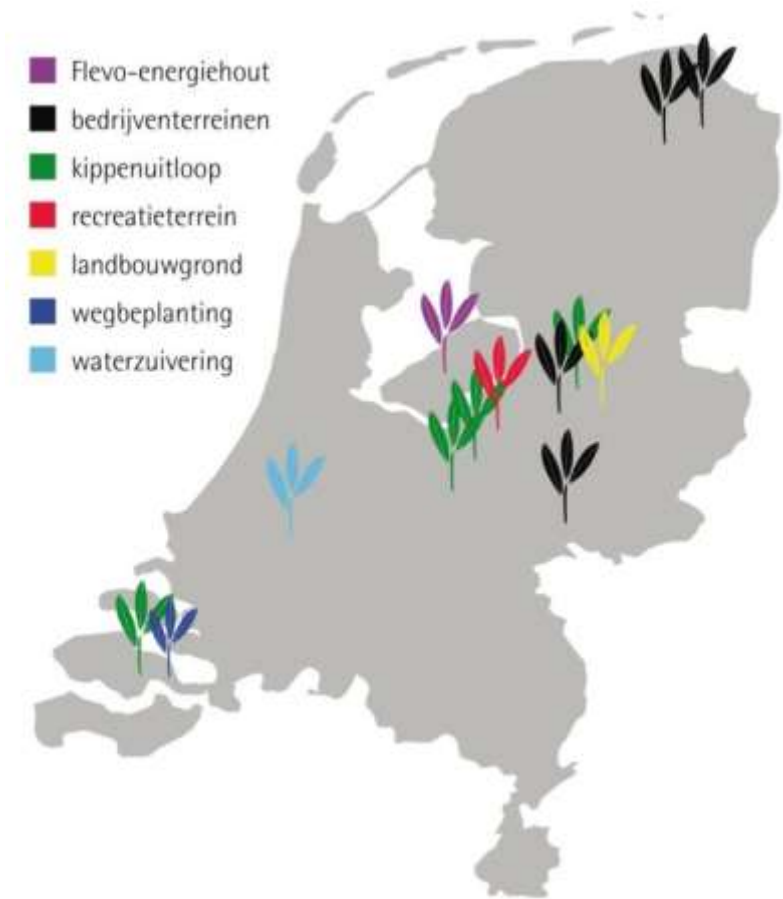 Flevo-energiehout
bedrijventerreinen
kippenuitloop
recreatieterrein
landbouwgrond
wegbeplanting
waterzuivering